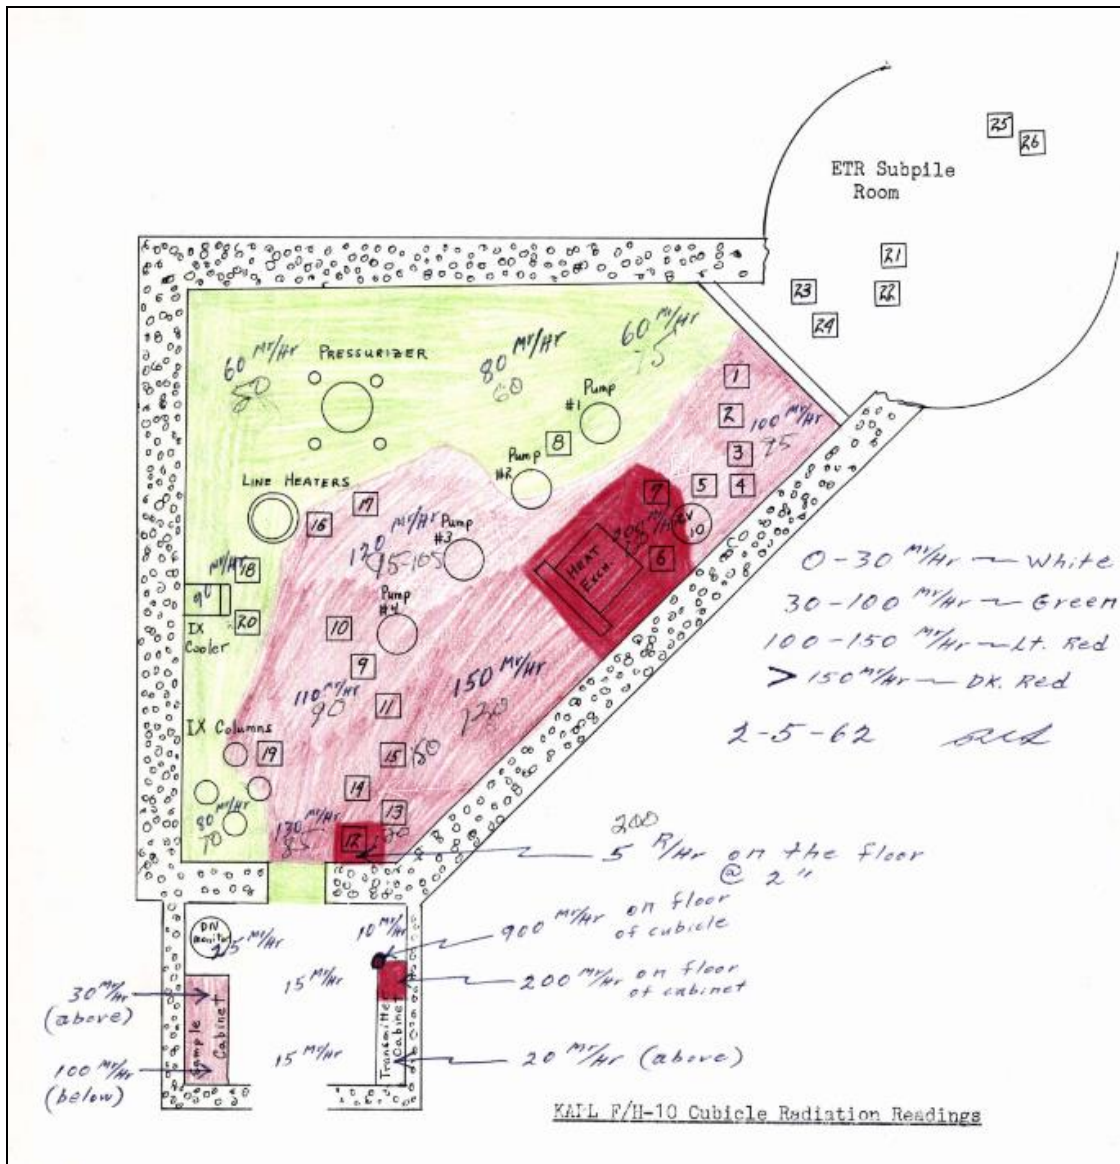 25
26
ETR Subpile
Room
21
22
23
24
60 Mr/Hr
PRESSURIZER
80 Mr/Hr
60
60 Mr/Hr
75
Pump
#1
1
2
100 Mr/Hr
3
4
5
8
Pump
#2
7
LINE HEATERS
17
16
Mr/Hr
120
95-105
Pump
#3
HEAT
Exch.
10
6
0-30 Mr/Hr — White
30-100 Mr/Hr — Green
100-150 Mr/Hr — Lt. Red
> 150 Mr/Hr — DK. Red
2-5-62
Mr/Hr
90
18
20
IX
Cooler
Pump
#4
10
9
110 Mr/Hr
90
11
150 Mr/Hr
120
IX Columns
19
15
14
13
80 Mr/Hr
70
130 Mr/Hr
85
12
200
5 R/Hr on the floor
@ 2"
DN
Monitor
10 Mr/Hr
900 Mr/Hr on floor
of cubicle
15 Mr/Hr
200 Mr/Hr on floor
of cabinet
30 Mr/Hr
(above)
Sample
Cabinet
Transmitter
Cabinet
100 Mr/Hr
(below)
15 Mr/Hr
20 Mr/Hr (above)
KAPL F/H-10 Cubicle Radiation Readings